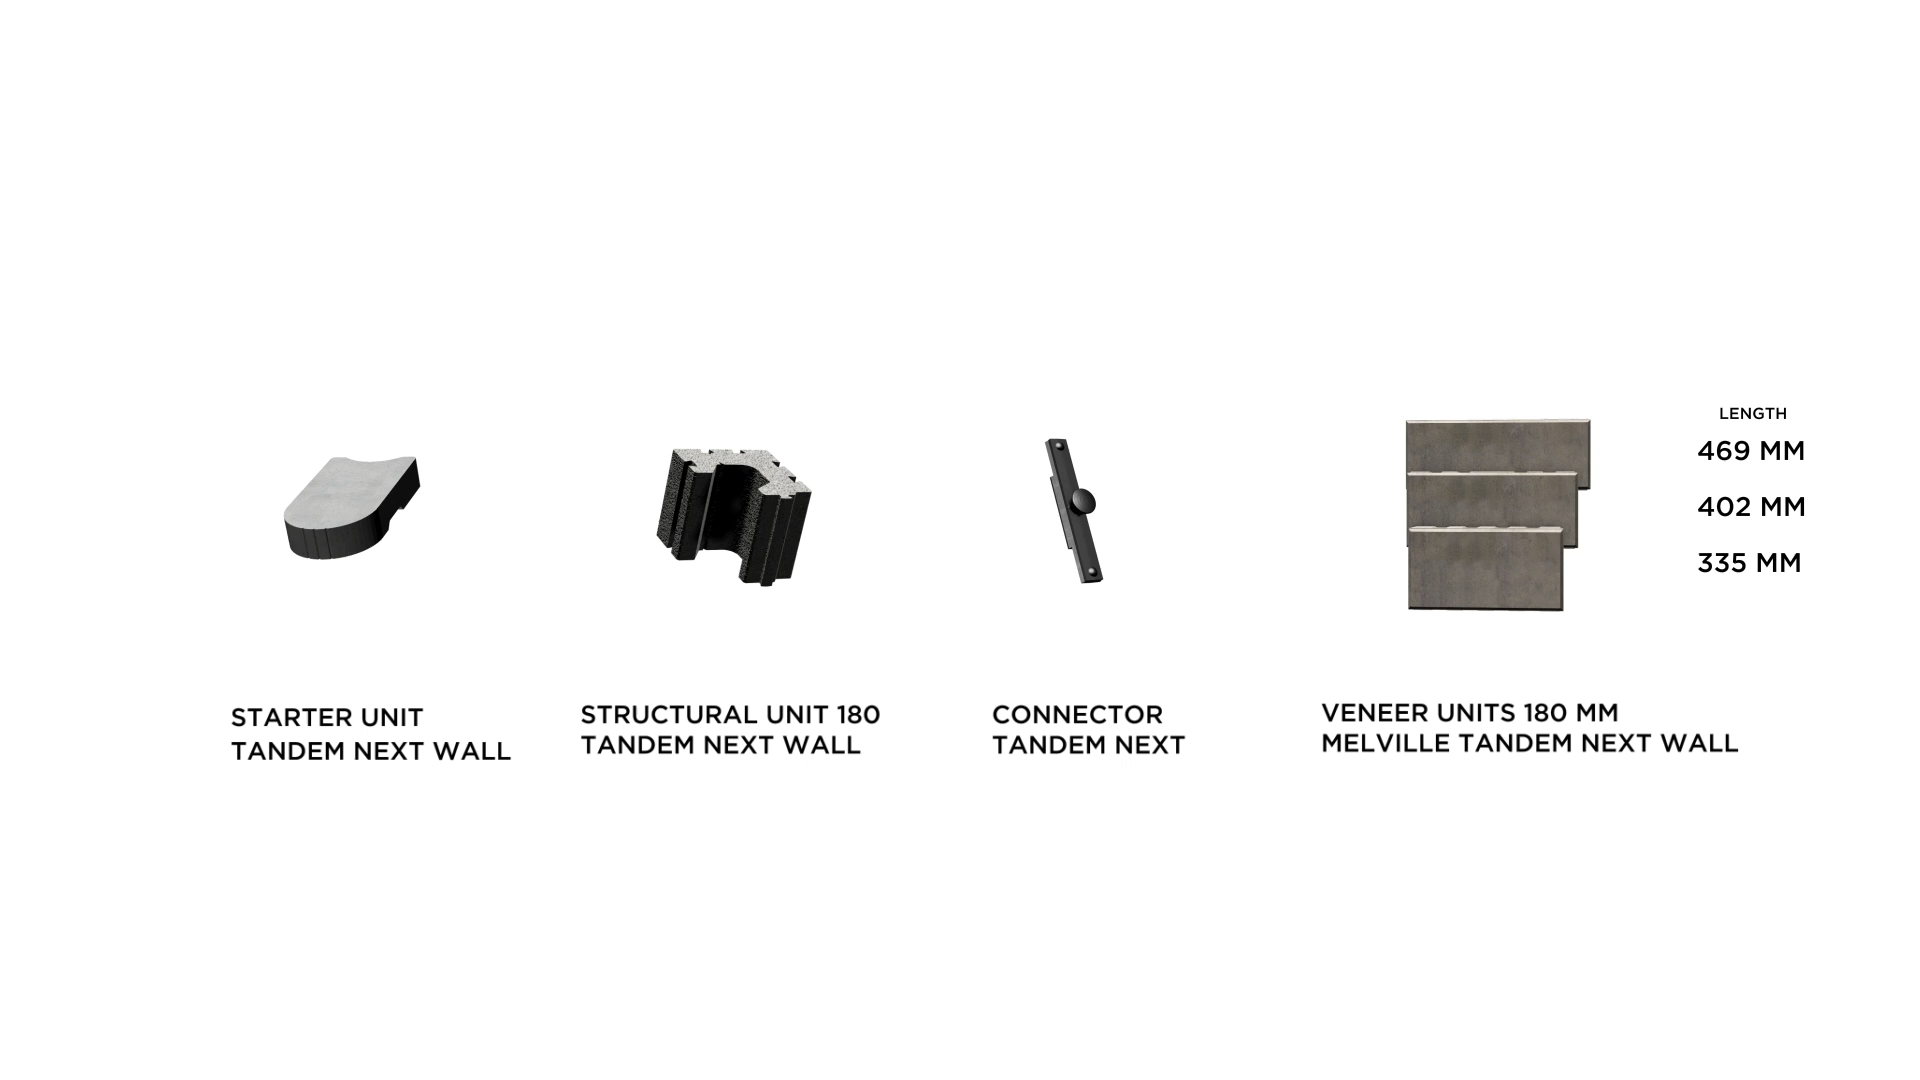 LENGTH
469 MM
402 MM
335 MM
STARTER UNIT
TANDEM NEXT WALL
STRUCTURAL UNIT 180
TANDEM NEXT WALL
CONNECTOR
TANDEM NEXT
VENEER UNITS 180 MM
MELVILLE TANDEM NEXT WALL